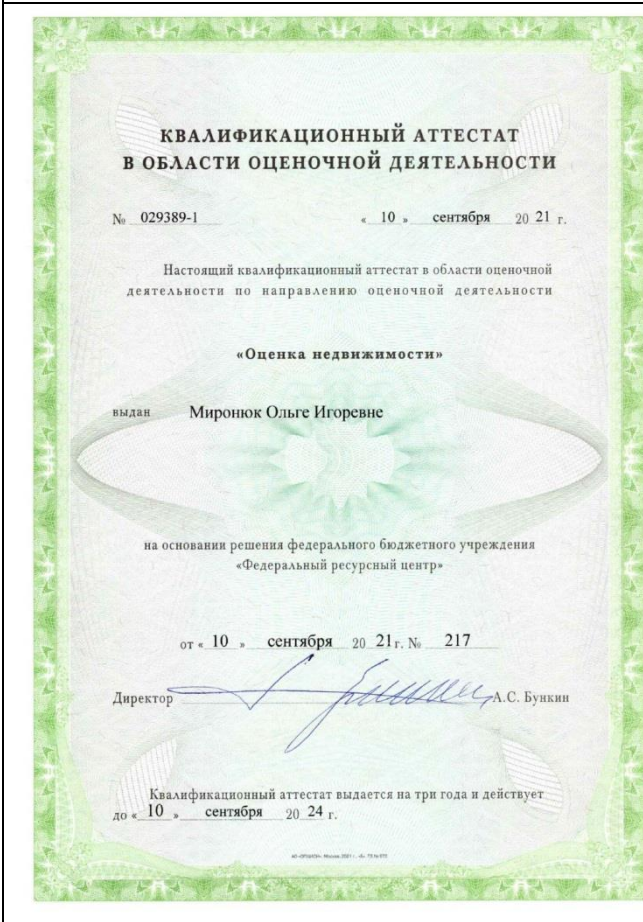 КВАЛИФИКАЦИОННЫЙ АТТЕСТАТ
В ОБЛАСТИ ОЦЕНОЧНОЙ ДЕЯТЕЛЬНОСТИ
№ 029389-1 « 10 » сентября 20 21 г.
Настоящий квалификационный аттестат в области оценочной
деятельности по направлению оценочной деятельности
«Оценка недвижимости»
выдан Миронюк Ольге Игоревне
на основании решения федерального бюджетного учреждения
«Федеральный ресурсный центр»
от « 10 » сентября 20 21 г. № 217
Директор А.С. Бункин
Квалификационный аттестат выдается на три года и действует
до « 10 » сентября 20 24 г.